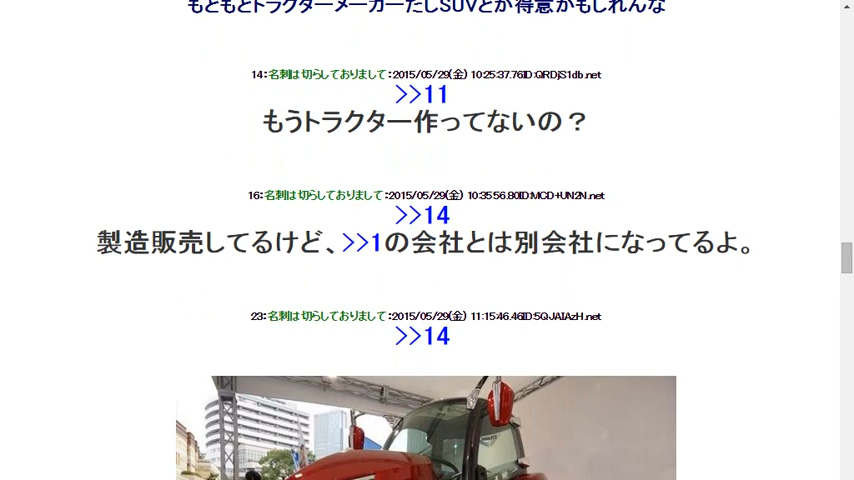 もともとトラクターメーカーだしSUVとか得意かもしれんな
14:名刺は切らしておりまして:2015/05/29(金) 10:25:37.76ID:QRDjS1db.net
>>11
もうトラクター作ってないの？
16:名刺は切らしておりまして:2015/05/29(金) 10:35:56.80ID:MCD+UN2N.net
>>14
製造販売してるけど、>>1の会社とは別会社になってるよ。
23:名刺は切らしておりまして:2015/05/29(金) 11:15:46.46ID:5QJAIAzH.net
>>14